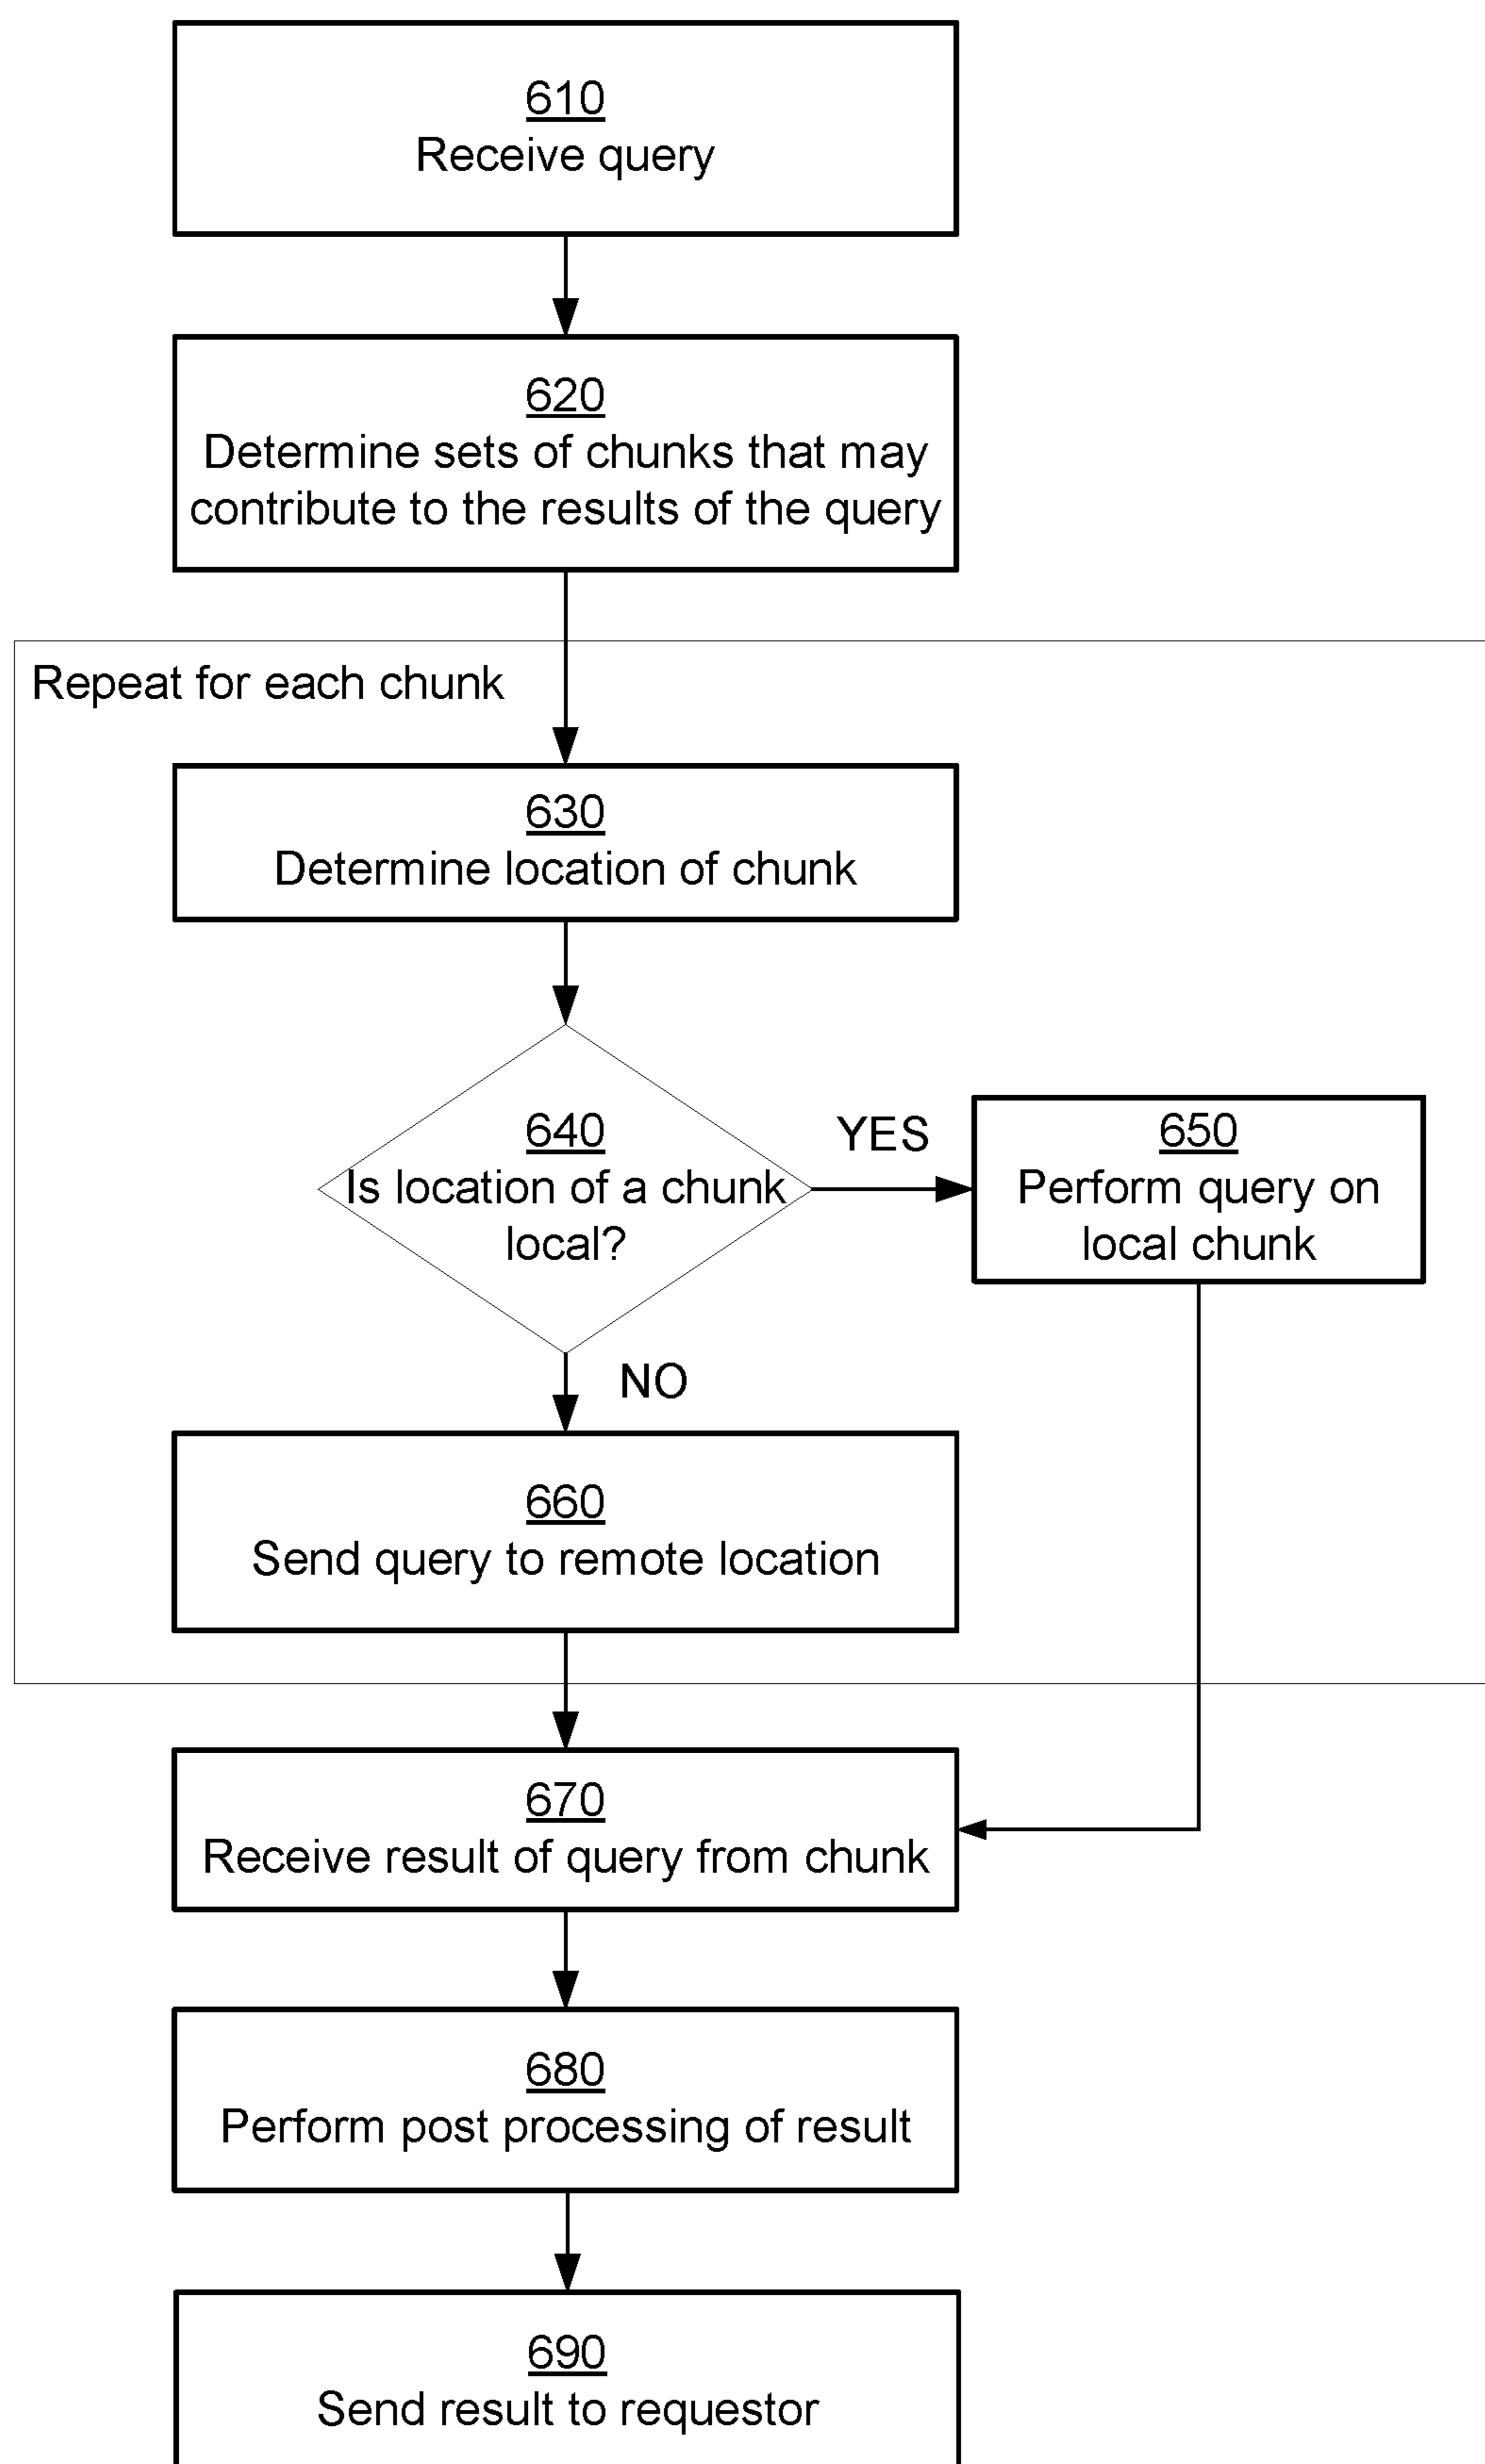 610
Receive query
620
Determine sets of chunks that may
contribute to the results of the query
Repeat for each chunk
630
Determine location of chunk
640
Is location of a chunk
local?
YES
650
Perform query on
local chunk
NO
660
Send query to remote location
670
Receive result of query from chunk
680
Perform post processing of result
690
Send result to requestor